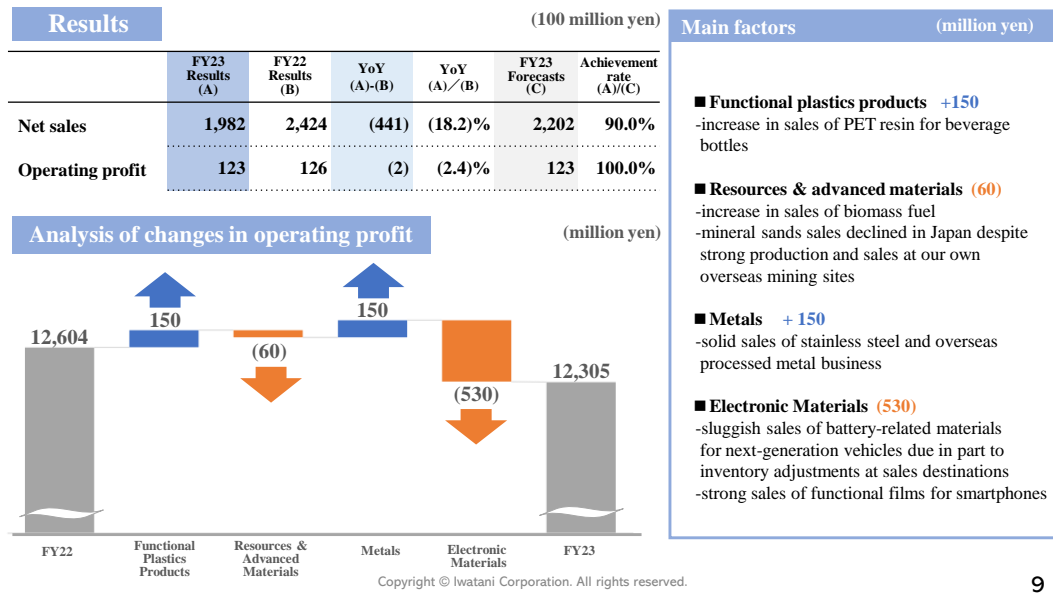 Results
(100 million yen)
FY23 Results (A) FY22 Results (B) YoY (A)-(B) YoY (A)／(B) FY23 Forecasts (C) Achievement rate (A)/(C)
Net sales 1,982 2,424 (441) (18.2)% 2,202 90.0%
Operating profit 123 126 (2) (2.4)% 123 100.0%
Analysis of changes in operating profit
(million yen)
12,604
150
(60)
150
(530)
12,305
FY22
Functional Plastics Products
Resources & Advanced Materials
Metals
Electronic Materials
FY23
Main factors (million yen)
■Functional plastics products +150
-increase in sales of PET resin for beverage
bottles
■Resources & advanced materials (60)
-increase in sales of biomass fuel
-mineral sands sales declined in Japan despite
strong production and sales at our own
overseas mining sites
■Metals + 150
-solid sales of stainless steel and overseas
processed metal business
■Electronic Materials (530)
-sluggish sales of battery-related materials
for next-generation vehicles due in part to
inventory adjustments at sales destinations
-strong sales of functional films for smartphones
Copyright © Iwatani Corporation. All rights reserved.
9